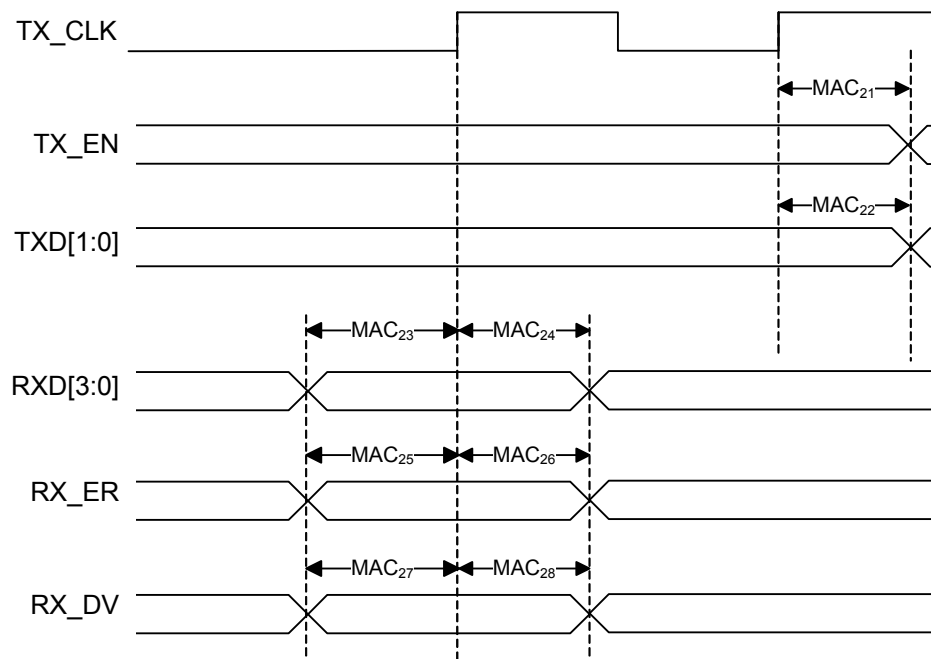 TX_CLK
MAC₂₁
TX_EN
MAC₂₂
TXD[1:0]
MAC₂₃ MAC₂₄
RXD[3:0]
MAC₂₅ MAC₂₆
RX_ER
MAC₂₇ MAC₂₈
RX_DV